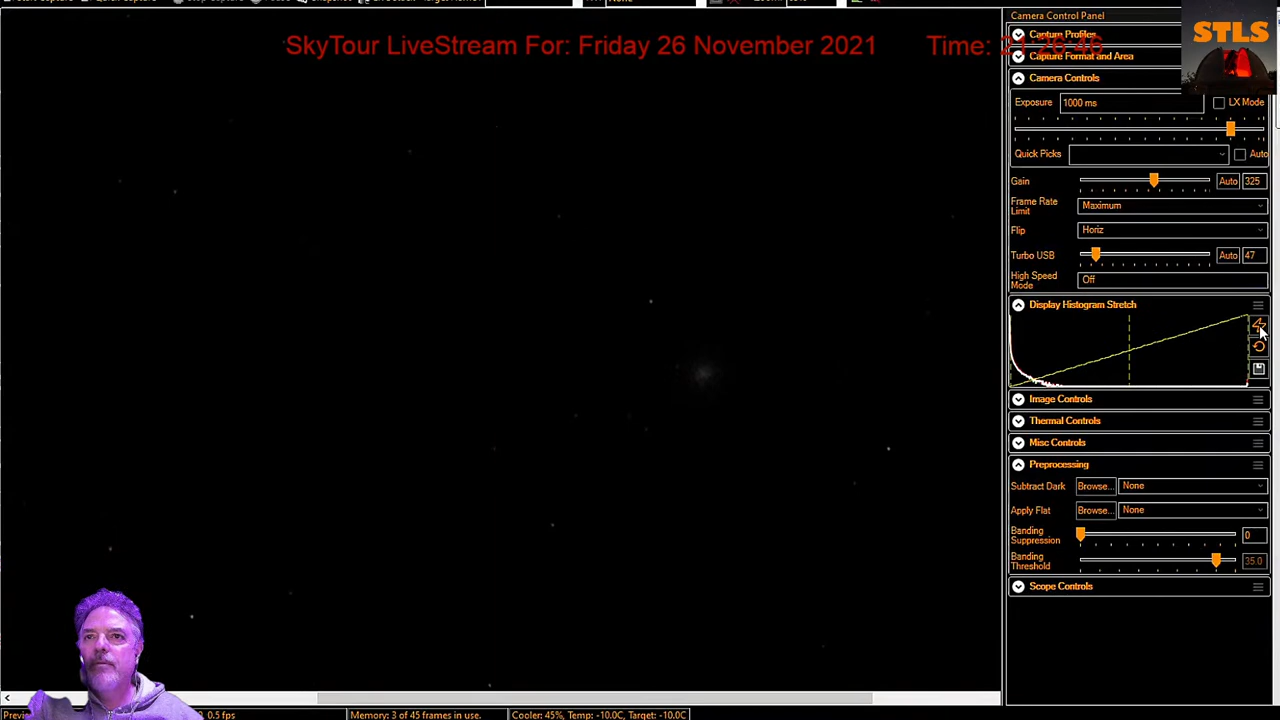 Camera Control Panel
STLS
SkyTour LiveStream For: Friday 26 November 2021 Time: 21:26:46
Capture Profiles
Capture Format and Area
Camera Controls
Exposure 1000 ms LX Mode
Quick Picks Auto
Gain Auto 325
Frame Rate Limit Maximum
Flip Horiz
Turbo USB Auto 47
High Speed Mode Off
Display Histogram Stretch
Image Controls
Thermal Controls
Misc Controls
Preprocessing
Subtract Dark Browse... None
Apply Flat Browse... None
Banding Suppression 0
Banding Threshold 35.0
Scope Controls
0.5 fps Memory: 3 of 45 frames in use. Cooler: 45%, Temp: -10.0C, Target: -10.0C